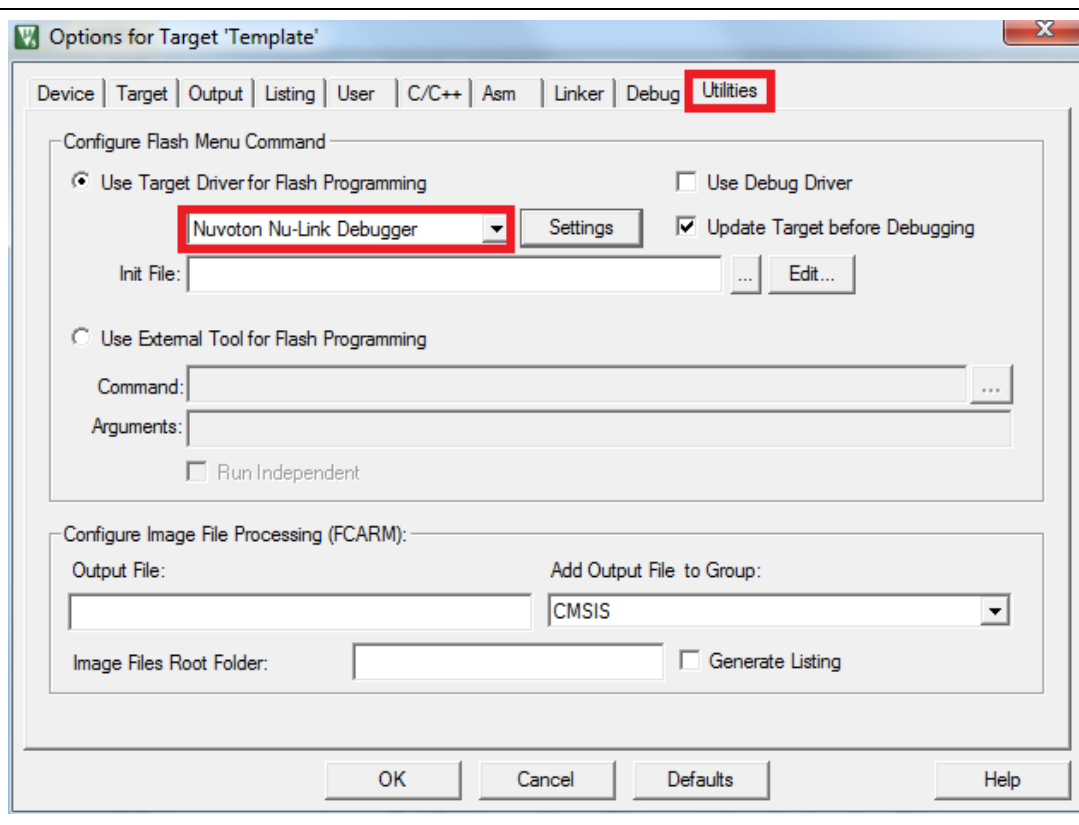 Options for Target 'Template'
X
Device Target Output Listing User C/C++ Asm Linker Debug Utilities
Configure Flash Menu Command
Use Target Driver for Flash Programming Use Debug Driver
Nuvoton Nu-Link Debugger Settings Update Target before Debugging
Init File: ... Edit...
Use External Tool for Flash Programming
Command: ...
Arguments:
Run Independent
Configure Image File Processing (FCARM):
Output File: Add Output File to Group:
CMSIS
Image Files Root Folder: Generate Listing
OK Cancel Defaults Help